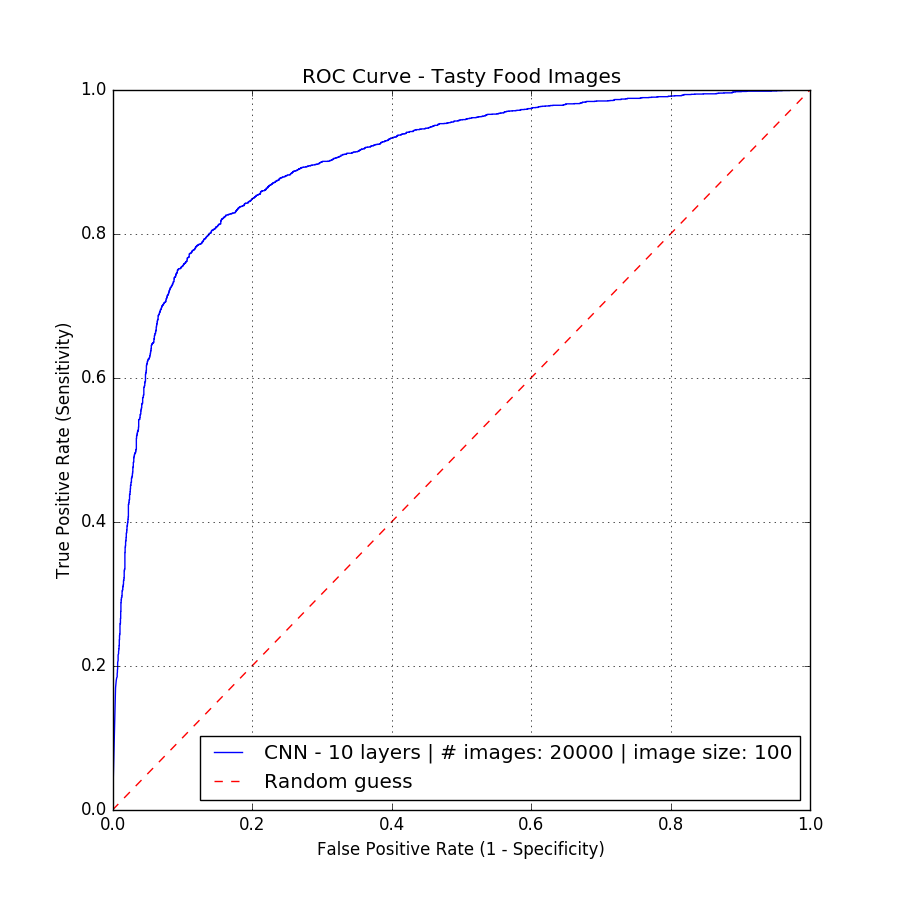 ROC Curve - Tasty Food Images
1.0
0.8
0.6
0.4
0.2
0.0
True Positive Rate (Sensitivity)
CNN - 10 layers | # images: 20000 | image size: 100
Random guess
0.0 0.2 0.4 0.6 0.8 1.0
False Positive Rate (1 - Specificity)